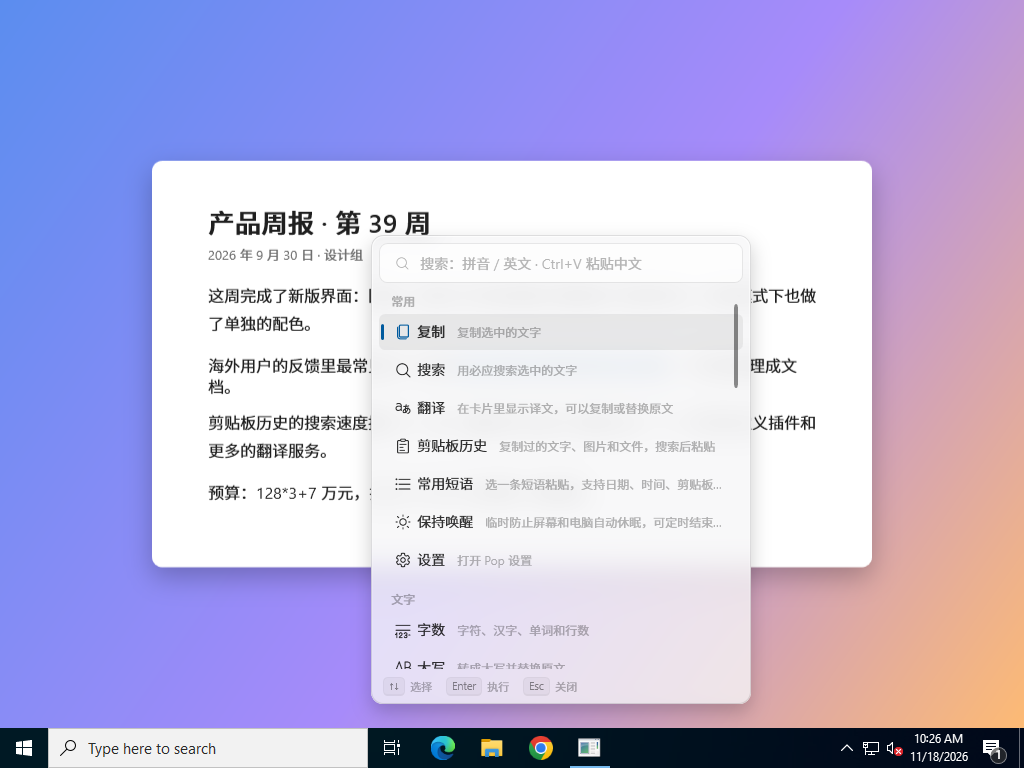 产品周报 · 第 39 周
2026 年 9 月 30 日 · 设计组
这周完成了新版界面：
式下也做
了单独的配色。
海外用户的反馈里最常
理成文
档。
剪贴板历史的搜索速度
义插件和
更多的翻译服务。
预算：128*3+7 万元，
搜索：拼音 / 英文 · Ctrl+V 粘贴中文
常用
复制 复制选中的文字
搜索 用必应搜索选中的文字
翻译 在卡片里显示译文，可以复制或替换原文
剪贴板历史 复制过的文字、图片和文件，搜索后粘贴
常用短语 选一条短语粘贴，支持日期、时间、剪贴板...
保持唤醒 临时防止屏幕和电脑自动休眠，可定时结束...
设置 打开 Pop 设置
文字
字数 字符、汉字、单词和行数
大写 转成大写并替换原文
↑↓ 选择 Enter 执行 Esc 关闭
Type here to search
10:26 AM
11/18/2026
1